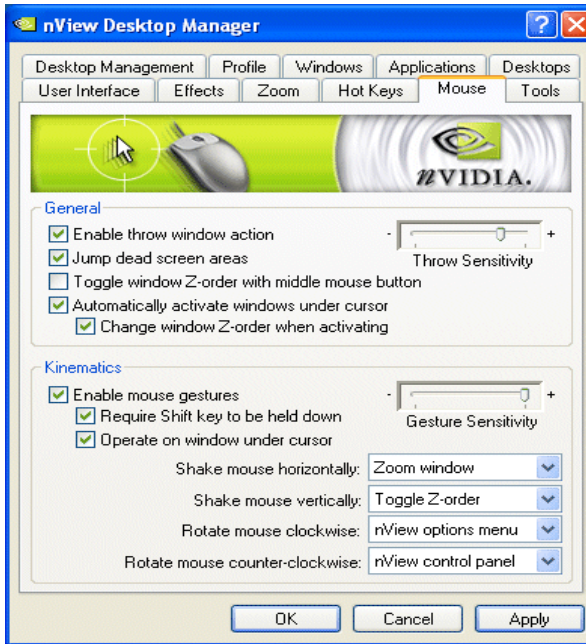 nView Desktop Manager
Desktop Management Profile Windows Applications Desktops
User Interface Effects Zoom Hot Keys Mouse Tools
nVIDIA.
General
Enable throw window action - +
Jump dead screen areas Throw Sensitivity
Toggle window Z-order with middle mouse button
Automatically activate windows under cursor
Change window Z-order when activating
Kinematics
Enable mouse gestures - +
Require Shift key to be held down Gesture Sensitivity
Operate on window under cursor
Shake mouse horizontally: Zoom window
Shake mouse vertically: Toggle Z-order
Rotate mouse clockwise: nView options menu
Rotate mouse counter-clockwise: nView control panel
OK Cancel Apply